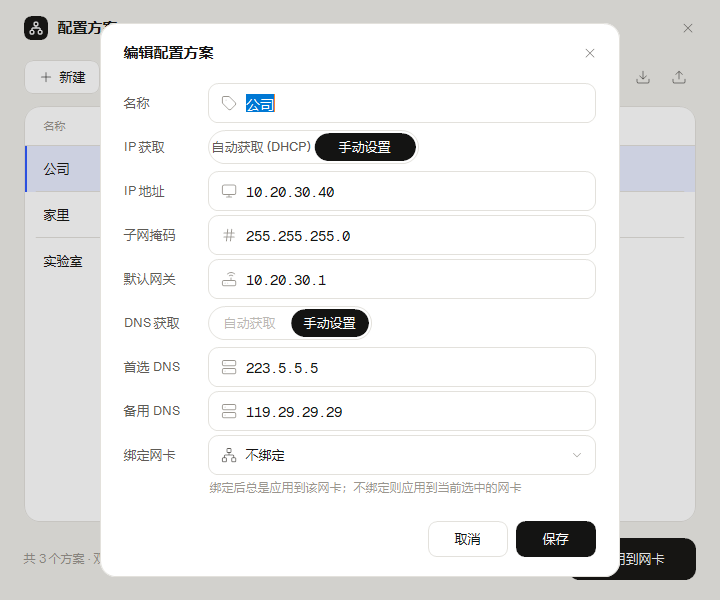 配置方案
编辑配置方案
新建
名称
公司
家里
实验室
名称 公司
IP 获取 自动获取 (DHCP) 手动设置
IP 地址 10.20.30.40
子网掩码 255.255.255.0
默认网关 10.20.30.1
DNS 获取 自动获取 手动设置
首选 DNS 223.5.5.5
备用 DNS 119.29.29.29
绑定网卡 不绑定
绑定后总是应用到该网卡；不绑定则应用到当前选中的网卡
取消 保存
共 3 个方案 · 双
用到网卡